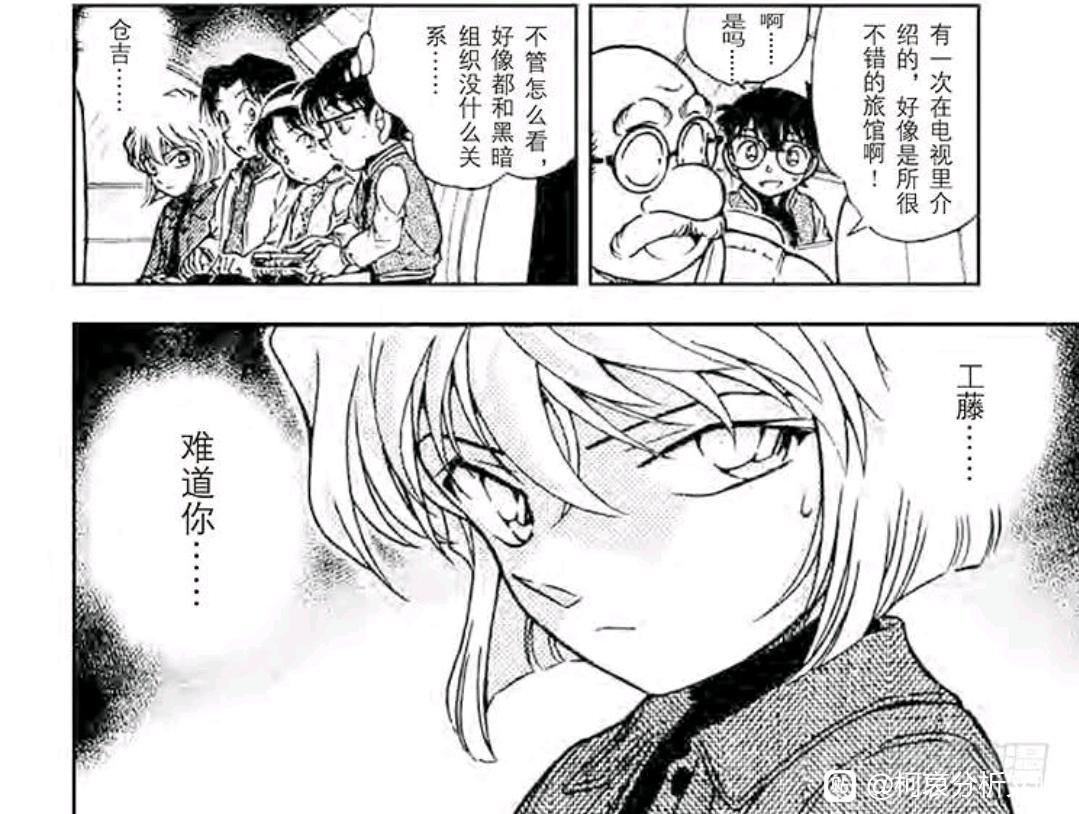 有一次在电视里介
绍的，好像是所很
不错的旅馆啊！
啊……
是吗……
不管怎么看，
好像都和黑暗
组织没什么关
系……
仓吉……
工藤……
难道你……
@柯哀分析